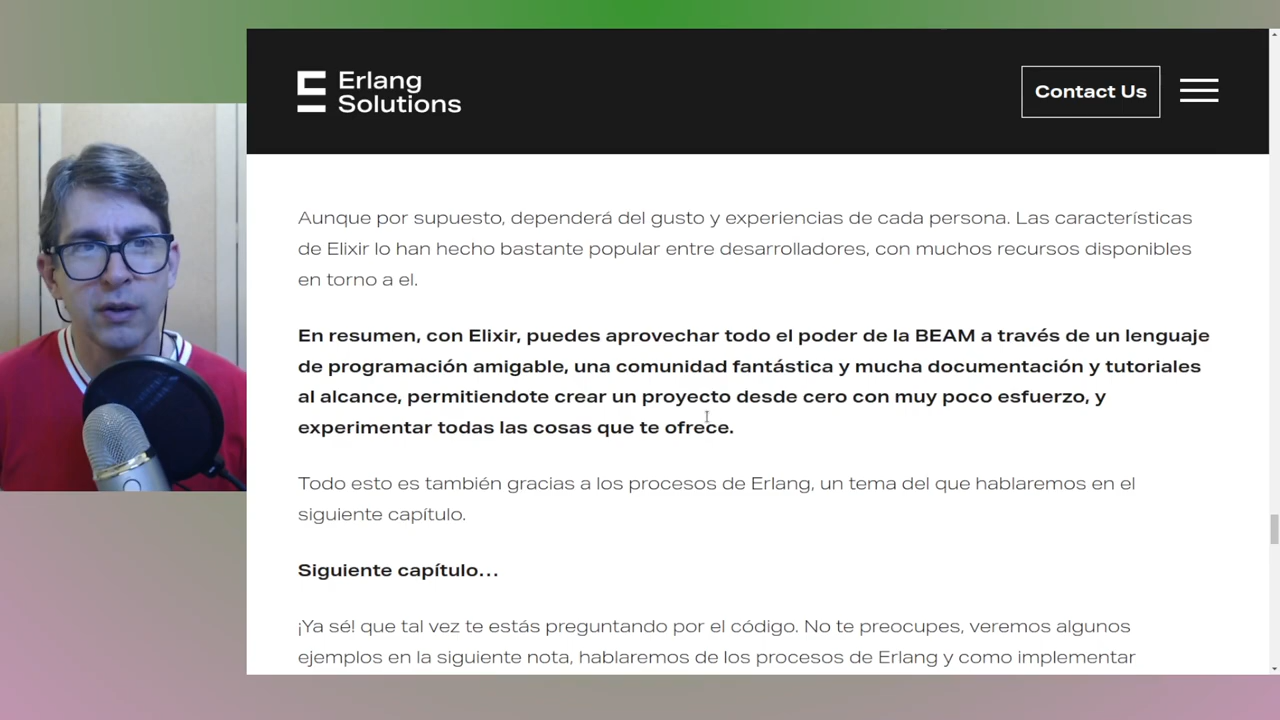 Erlang
Solutions
Contact Us
Aunque por supuesto, dependerá del gusto y experiencias de cada persona. Las características
de Elixir lo han hecho bastante popular entre desarrolladores, con muchos recursos disponibles
en torno a el.
En resumen, con Elixir, puedes aprovechar todo el poder de la BEAM a través de un lenguaje
de programación amigable, una comunidad fantástica y mucha documentación y tutoriales
al alcance, permitiendote crear un proyecto desde cero con muy poco esfuerzo, y
experimentar todas las cosas que te ofrece.
Todo esto es también gracias a los procesos de Erlang, un tema del que hablaremos en el
siguiente capítulo.
Siguiente capítulo…
¡Ya sé! que tal vez te estás preguntando por el código. No te preocupes, veremos algunos
ejemplos en la siguiente nota, hablaremos de los procesos de Erlang y como implementar